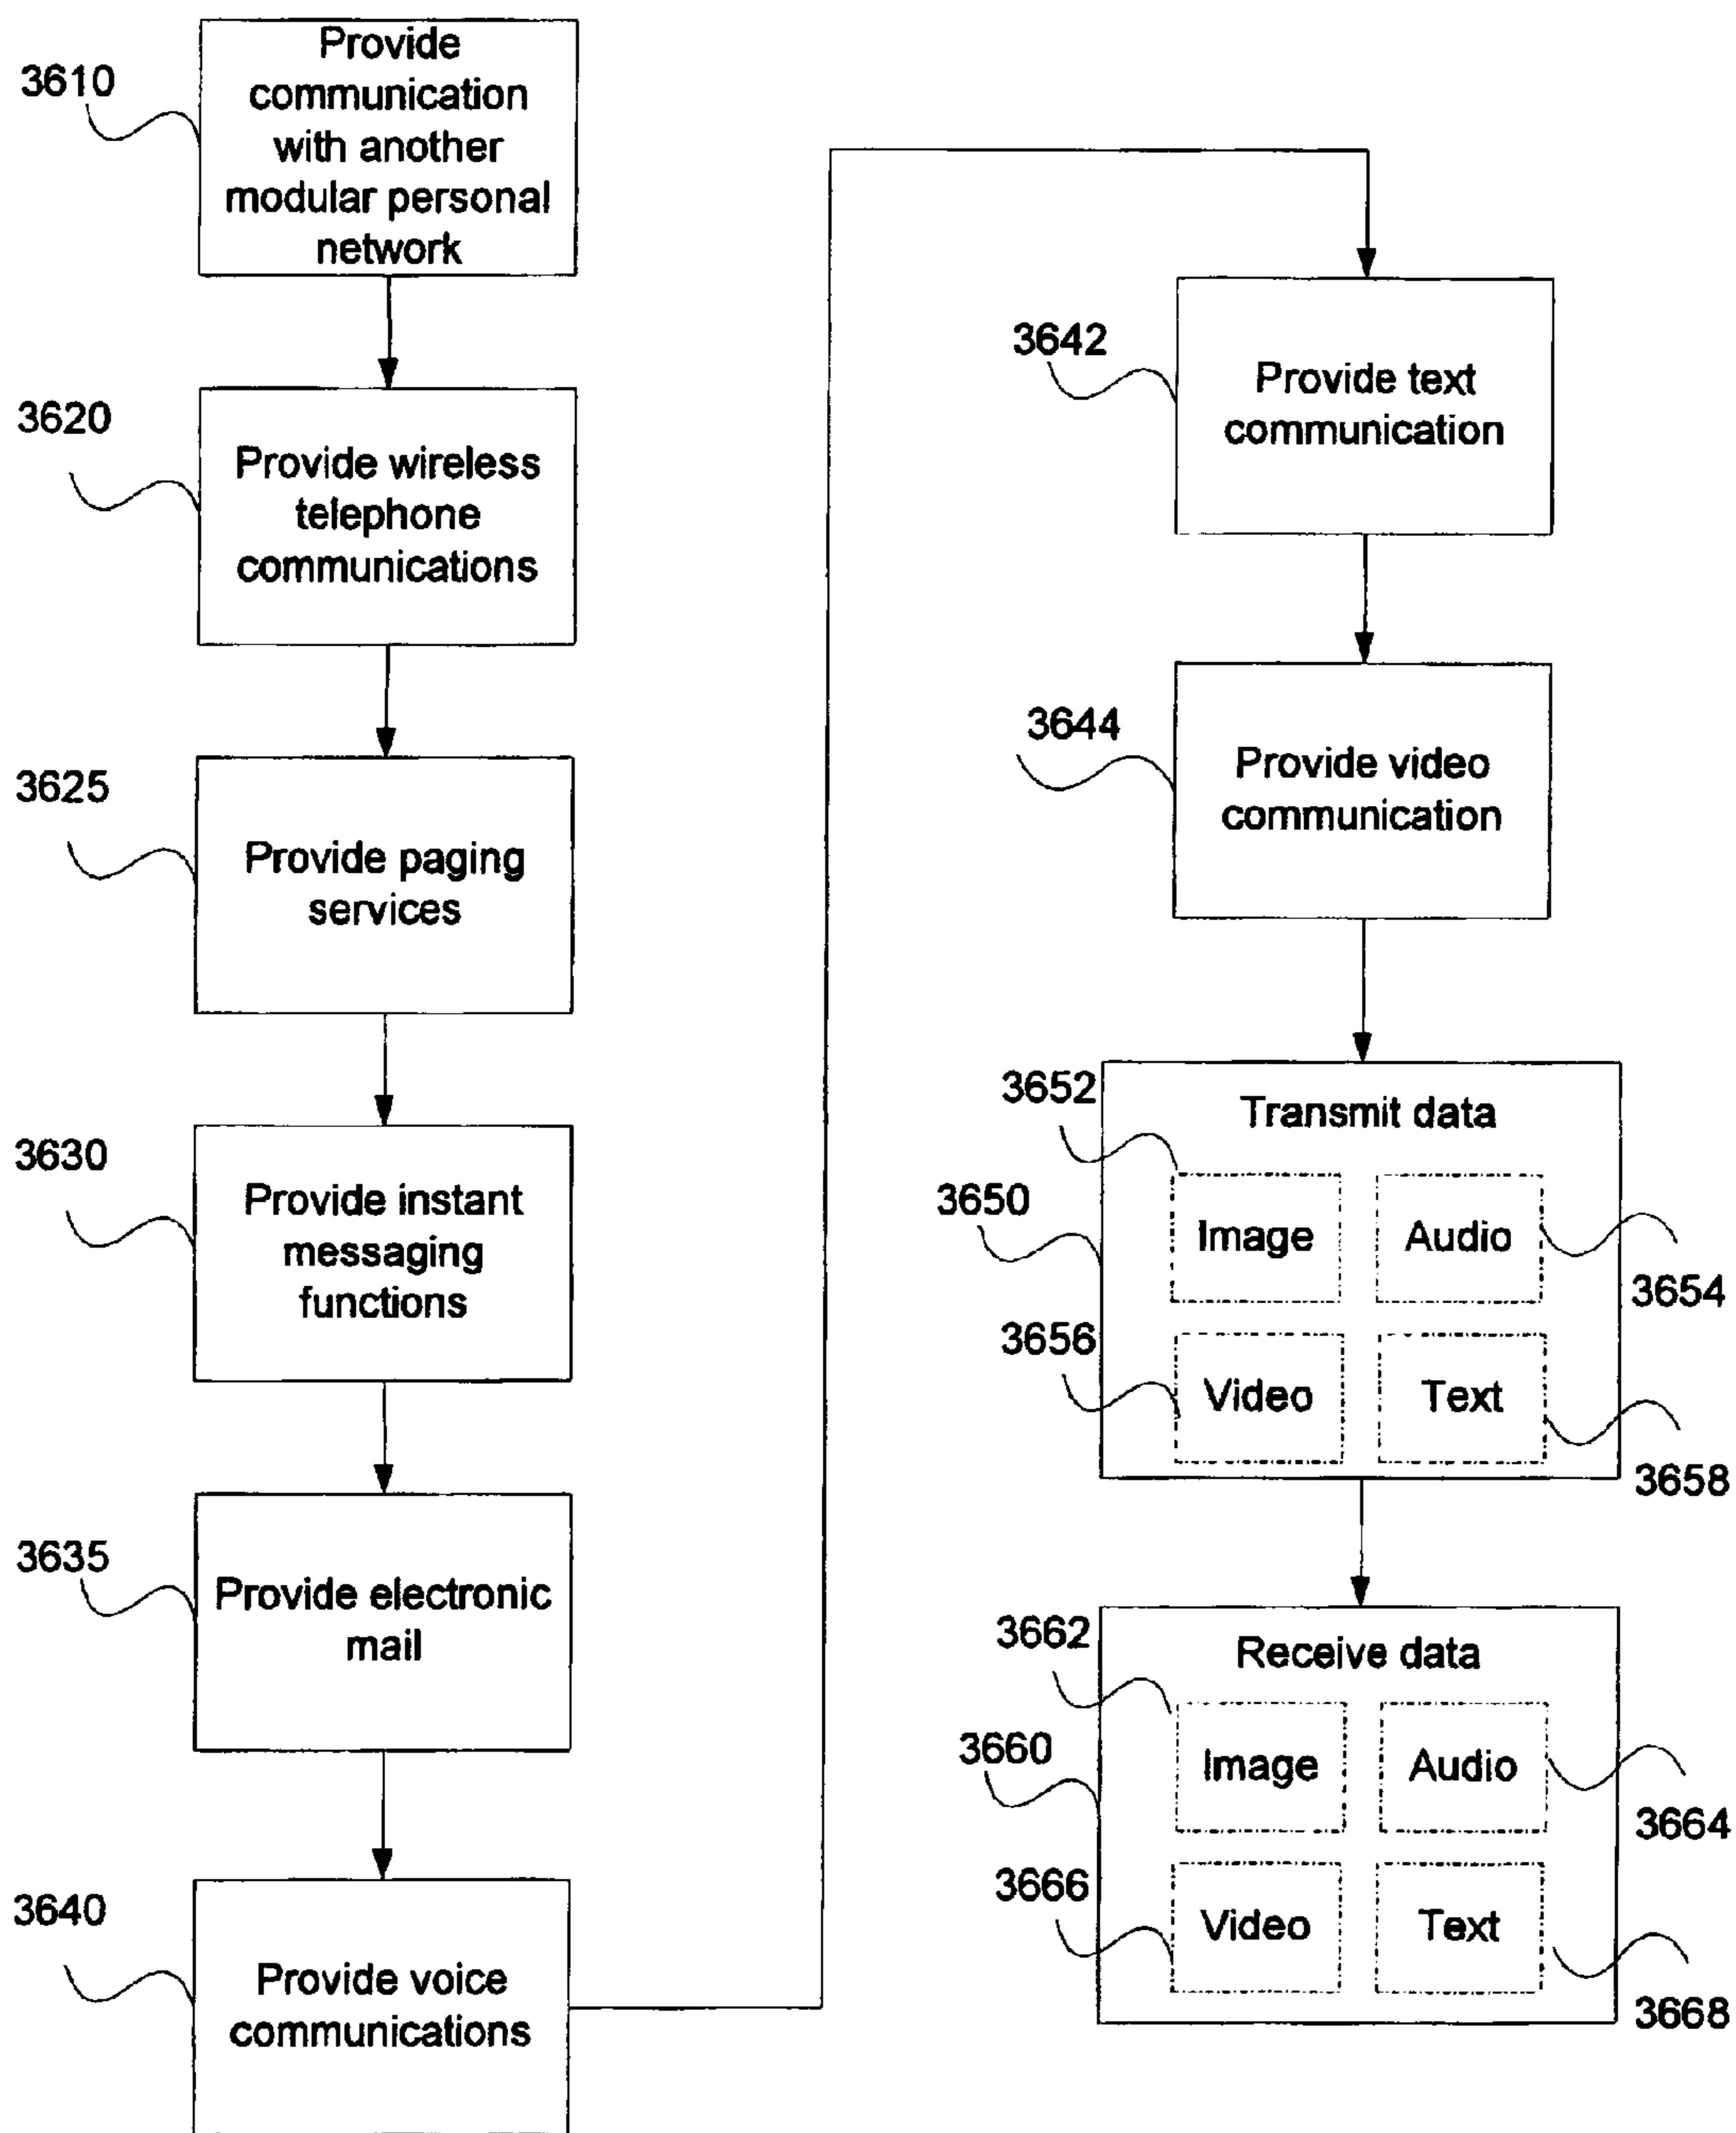 3610
Provide
communication
with another
modular personal
network
3620
Provide wireless
telephone
communications
3625
Provide paging
services
3630
Provide instant
messaging
functions
3635
Provide electronic
mail
3640
Provide voice
communications
3642
Provide text
communication
3644
Provide video
communication
3652
Transmit data
3650
Image
Audio
3654
3656
Video
Text
3658
3662
Receive data
3660
Image
Audio
3664
3666
Video
Text
3668